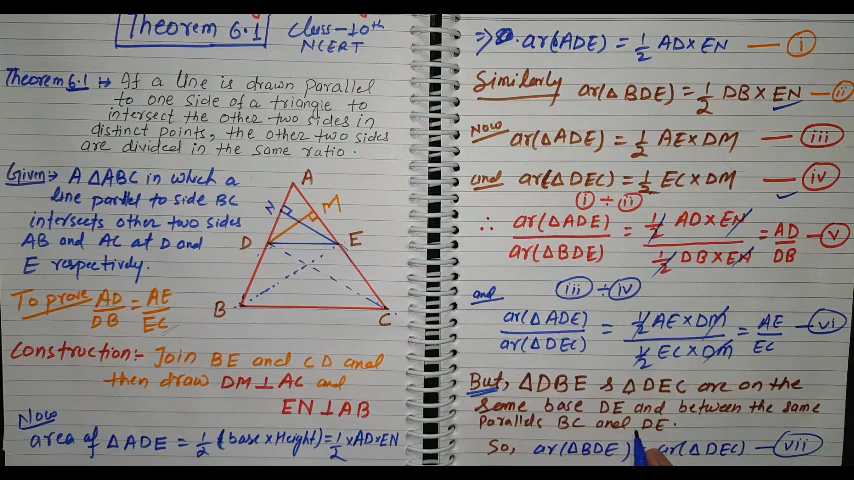 Theorem 6.1
Class-10th
NCERT
Theorem 6.1 :→ If a line is drawn parallel
to one side of a triangle to
intersect the other two sides in
distinct points, the other two sides
are divided in the same ratio.
Given :→ A △ABC in which a
line parallel to side BC
intersects other two sides
AB and AC at D and
E respectively.
A
N
M
D
E
B
C
To prove AD/DB = AE/EC
Construction:- Join BE and CD and
then draw DM ⊥ AC and
EN ⊥ AB
Now
area of △ADE = 1/2 (base × Height) = 1/2 × AD × EN
⇒ ar(ADE) = 1/2 AD × EN — (i)
Similarly ar(△BDE) = 1/2 DB × EN — (ii)
Now ar(△ADE) = 1/2 AE × DM — (iii)
and ar(△DEC) = 1/2 EC × DM — (iv)
(i) ÷ (ii)
∴ ar(△ADE)/ar(△BDE) = 1/2 AD × EN / 1/2 DB × EN = AD/DB — (v)
and (iii) ÷ (iv)
ar(△ADE)/ar(△DEC) = 1/2 AE × DM / 1/2 EC × DM = AE/EC — (vi)
But, △DBE & △DEC are on the
same base DE and between the same
Parallels BC and DE.
So, ar(△BDE) = ar(△DEC) — (vii)